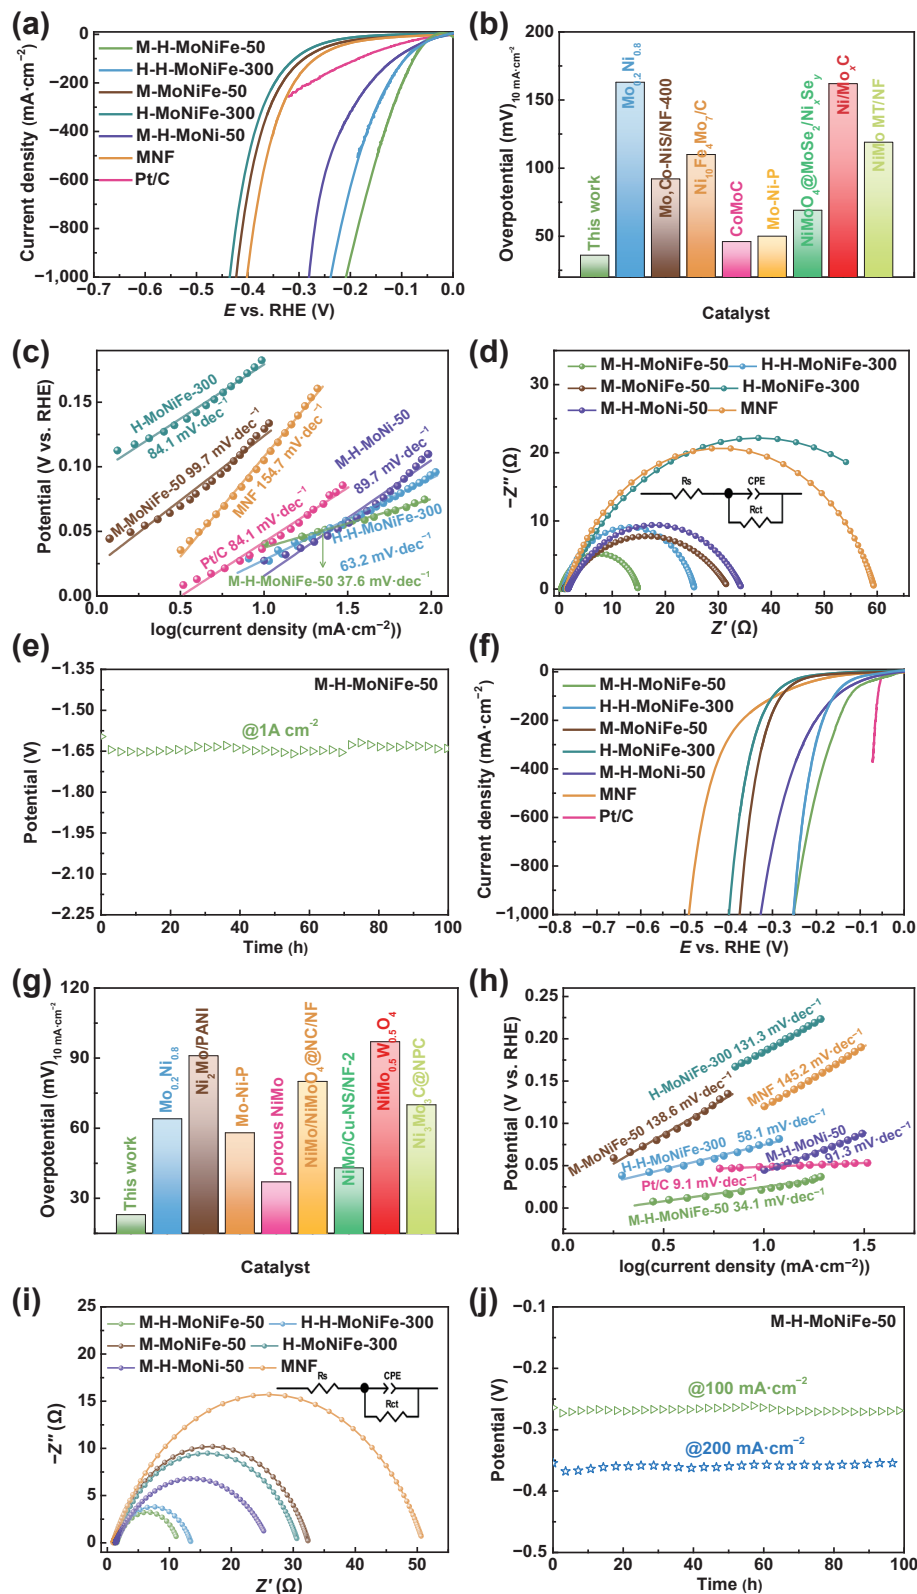 (a)
0
−200
−400
−600
−800
−1,000
Current density (mA·cm−2)
M-H-MoNiFe-50
H-H-MoNiFe-300
M-MoNiFe-50
H-MoNiFe-300
M-H-MoNi-50
MNF
Pt/C
−0.7 −0.6 −0.5 −0.4 −0.3 −0.2 −0.1 0.0
E vs. RHE (V)
(b)
200
150
100
50
Overpotential (mV)10 mA·cm−2
This work
Mo0.2Ni0.8
Mo,Co-NiS/NF-400
Ni10Fe4Mo7/C
CoMoC
Mo-Ni-P
NiMoO4@MoSe2/NixSey
Ni/MoxC
NiMo MT/NF
Catalyst
(c)
0.15
0.10
0.05
0.00
Potential (V vs. RHE)
H-MoNiFe-300
84.1 mV·dec−1
M-MoNiFe-50 99.7 mV·dec−1
MNF 154.7 mV·dec−1
M-H-MoNi-50
89.7 mV·dec−1
Pt/C 84.1 mV·dec−1
H-H-MoNiFe-300
63.2 mV·dec−1
M-H-MoNiFe-50 37.6 mV·dec−1
0.0 0.5 1.0 1.5 2.0
log(current density (mA·cm−2))
(d)
30
20
10
0
−Z″ (Ω)
M-H-MoNiFe-50 H-H-MoNiFe-300
M-MoNiFe-50 H-MoNiFe-300
M-H-MoNi-50 MNF
Rs CPE
Rct
0 10 20 30 40 50 60
Z′ (Ω)
(e)
−1.35
−1.50
−1.65
−1.80
−1.95
−2.10
−2.25
Potential (V)
M-H-MoNiFe-50
@1A cm-2
0 20 40 60 80 100
Time (h)
(f)
0
−200
−400
−600
−800
−1,000
Current density (mA·cm−2)
M-H-MoNiFe-50
H-H-MoNiFe-300
M-MoNiFe-50
H-MoNiFe-300
M-H-MoNi-50
MNF
Pt/C
−0.8 −0.7 −0.6 −0.5 −0.4 −0.3 −0.2 −0.1 0.0
E vs. RHE (V)
(g)
120
90
60
30
Overpotential (mV)10 mA·cm−2
This work
Mo0.2Ni0.8
Ni2Mo/PANI
Mo-Ni-P
porous NiMo
NiMo/NiMoO4@NC/NF
NiMo/Cu-NS/NF-2
NiMo0.5W0.5O4
Ni3Mo3C@NPC
Catalyst
(h)
0.25
0.20
0.15
0.10
0.05
0.00
Potential (V vs. RHE)
H-MoNiFe-300 131.3 mV·dec−1
M-MoNiFe-50 138.6 mV·dec−1
MNF 145.2 mV·dec−1
H-H-MoNiFe-300 58.1 mV·dec−1
M-H-MoNi-50
91.3 mV·dec−1
Pt/C 9.1 mV·dec−1
M-H-MoNiFe-50 34.1 mV·dec−1
0.0 0.5 1.0 1.5
log(current density (mA·cm−2)
(i)
25
20
15
10
5
0
−Z″ (Ω)
M-H-MoNiFe-50 H-H-MoNiFe-300
M-MoNiFe-50 H-MoNiFe-300
M-H-MoNi-50 MNF
Rs CPE
Rct
0 10 20 30 40 50
Z′ (Ω)
(j)
−0.1
−0.2
−0.3
−0.4
−0.5
Potential (V)
M-H-MoNiFe-50
@100 mA·cm−2
@200 mA·cm−2
0 20 40 60 80 100
Time (h)